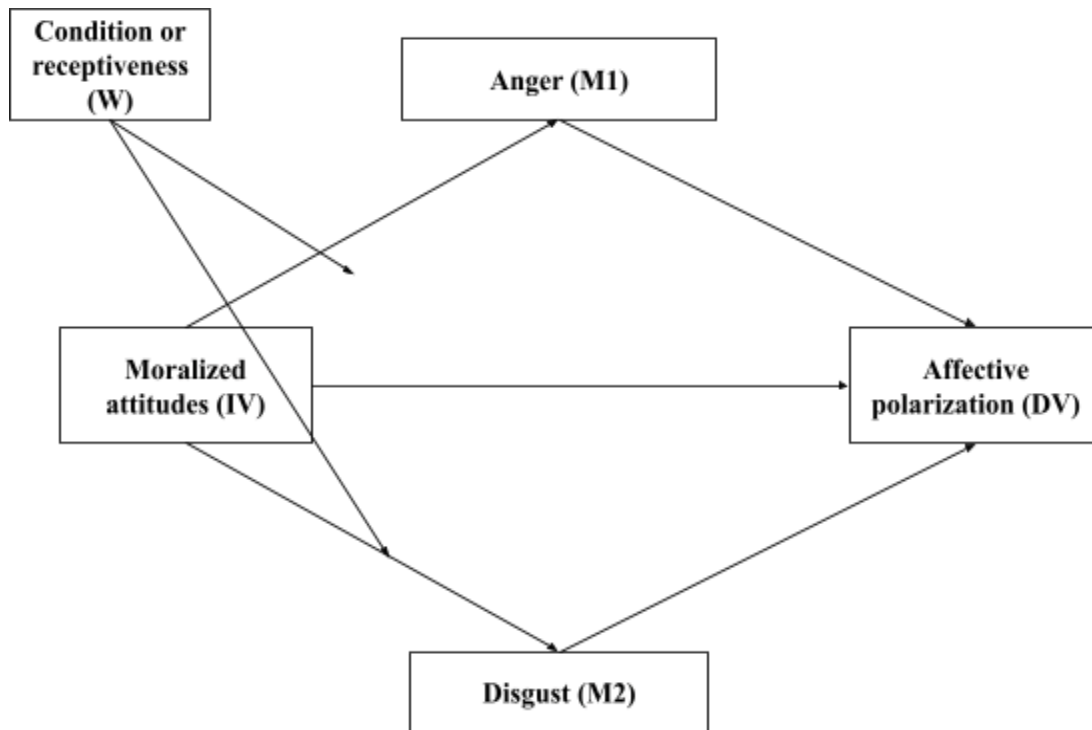 Condition or
receptiveness
(W)
Anger (M1)
Moralized
attitudes (IV)
Affective
polarization (DV)
Disgust (M2)